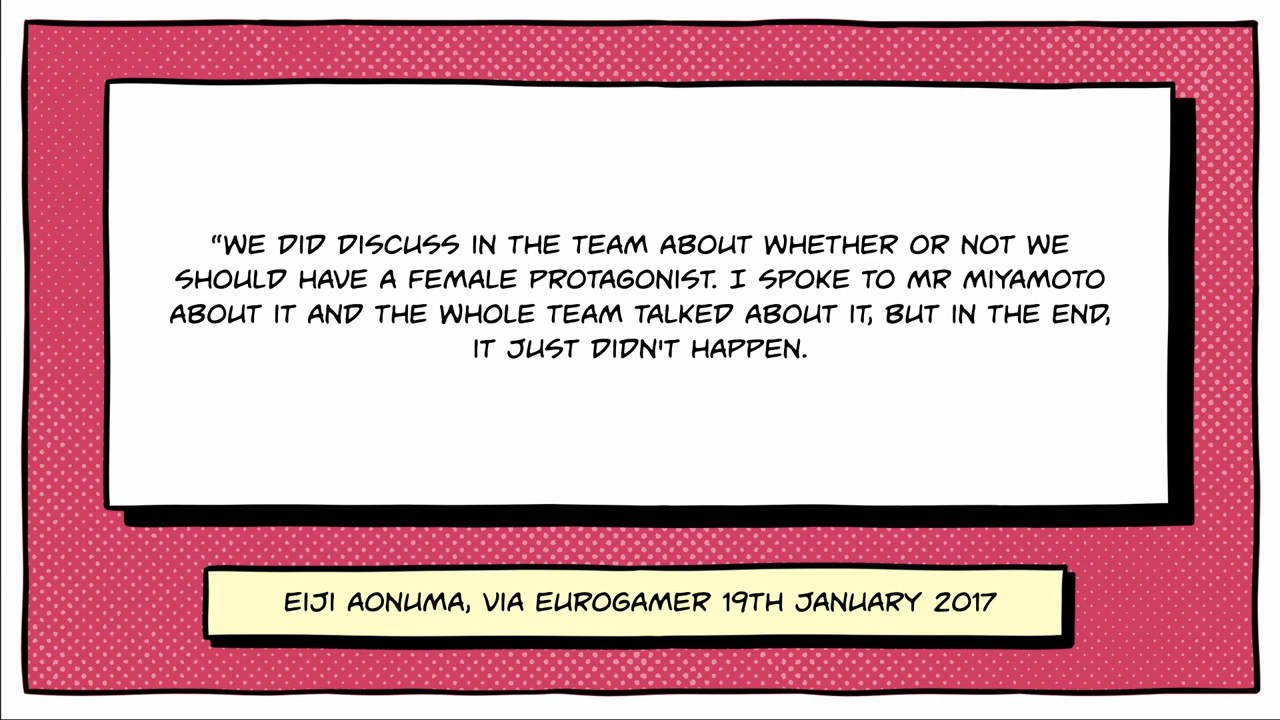 “WE DID DISCUSS IN THE TEAM ABOUT WHETHER OR NOT WE
SHOULD HAVE A FEMALE PROTAGONIST. I SPOKE TO MR MIYAMOTO
ABOUT IT AND THE WHOLE TEAM TALKED ABOUT IT, BUT IN THE END,
IT JUST DIDN'T HAPPEN.
EIJI AONUMA, VIA EUROGAMER 19TH JANUARY 2017